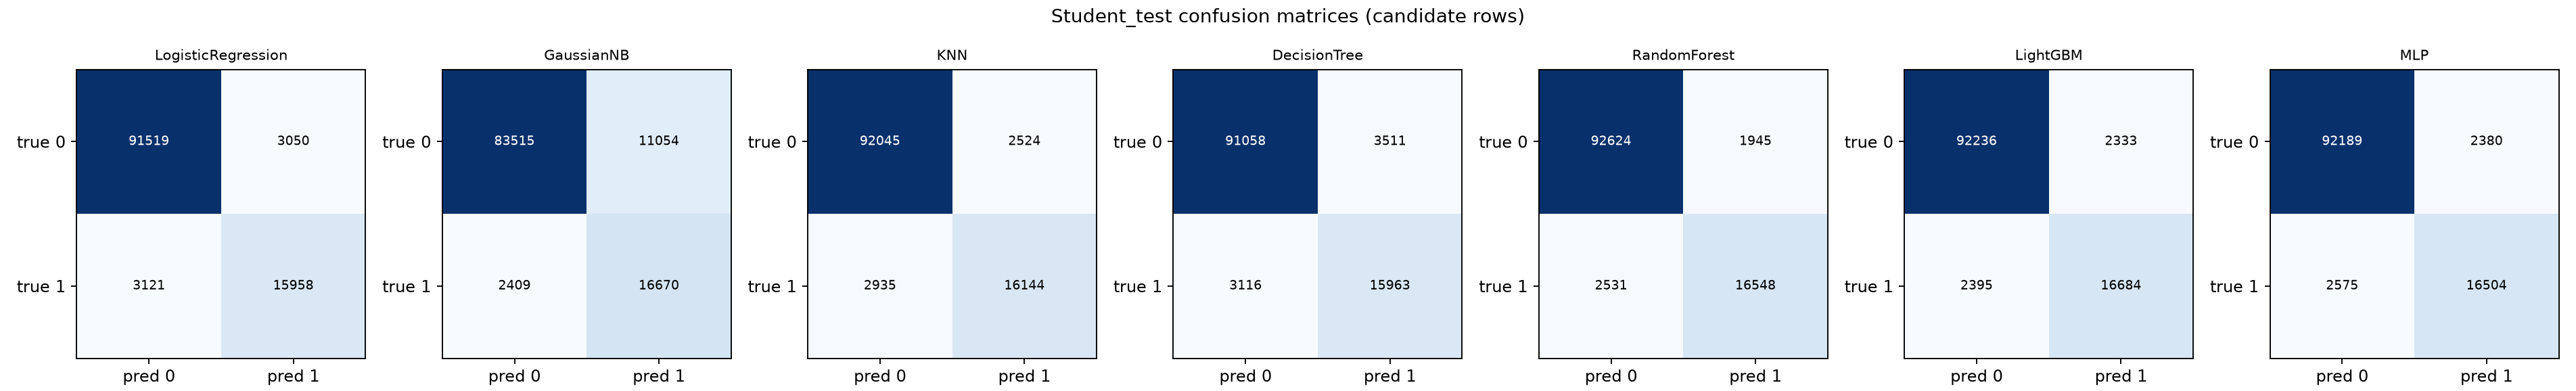 Student_test confusion matrices (candidate rows)
LogisticRegression
true 0
91519
3050
true 1
3121
15958
pred 0
pred 1
GaussianNB
true 0
83515
11054
true 1
2409
16670
pred 0
pred 1
KNN
true 0
92045
2524
true 1
2935
16144
pred 0
pred 1
DecisionTree
true 0
91058
3511
true 1
3116
15963
pred 0
pred 1
RandomForest
true 0
92624
1945
true 1
2531
16548
pred 0
pred 1
LightGBM
true 0
92236
2333
true 1
2395
16684
pred 0
pred 1
MLP
true 0
92189
2380
true 1
2575
16504
pred 0
pred 1